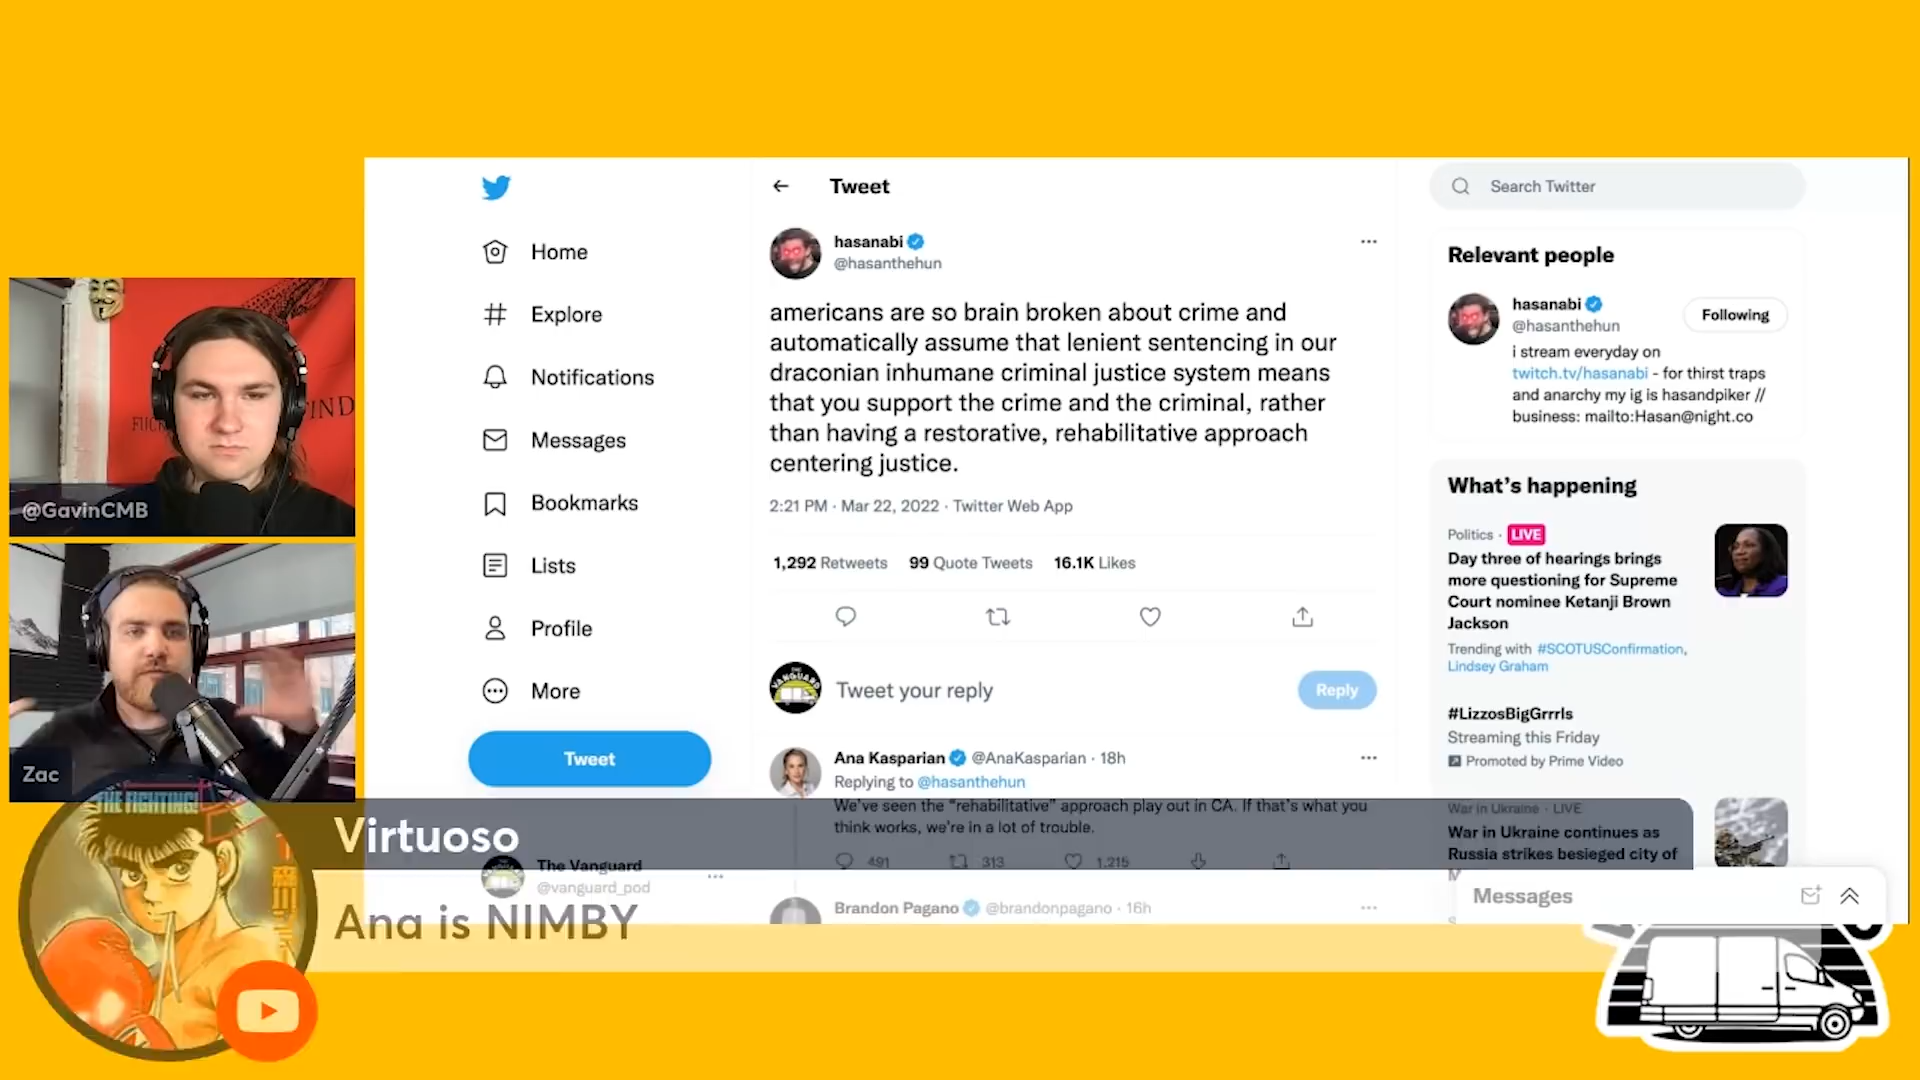 Tweet
Search Twitter
Home
Explore
Notifications
Messages
Bookmarks
Lists
Profile
More
Tweet
hasanabi
@hasanthehun
americans are so brain broken about crime and
automatically assume that lenient sentencing in our
draconian inhumane criminal justice system means
that you support the crime and the criminal, rather
than having a restorative, rehabilitative approach
centering justice.
2:21 PM · Mar 22, 2022 · Twitter Web App
1,292 Retweets 99 Quote Tweets 16.1K Likes
Tweet your reply
Reply
Ana Kasparian @AnaKasparian · 18h
Replying to @hasanthehun
We've seen the "rehabilitative" approach play out in CA. If that's what you
think works, we're in a lot of trouble.
491 313 1,215
Brandon Pagano @brandonpagano · 16h
Relevant people
hasanabi
@hasanthehun
Following
i stream everyday on
twitch.tv/hasanabi - for thirst traps
and anarchy my ig is hasandpiker //
business: mailto:Hasan@night.co
What's happening
Politics · LIVE
Day three of hearings brings
more questioning for Supreme
Court nominee Ketanji Brown
Jackson
Trending with #SCOTUSConfirmation,
Lindsey Graham
#LizzosBigGrrrls
Streaming this Friday
Promoted by Prime Video
War in Ukraine · LIVE
War in Ukraine continues as
Russia strikes besieged city of
Messages
The Vanguard
@vanguard_pod
@GavinCMB
Zac
THE FIGHTING!
Virtuoso
Ana is NIMBY
VANGUARD